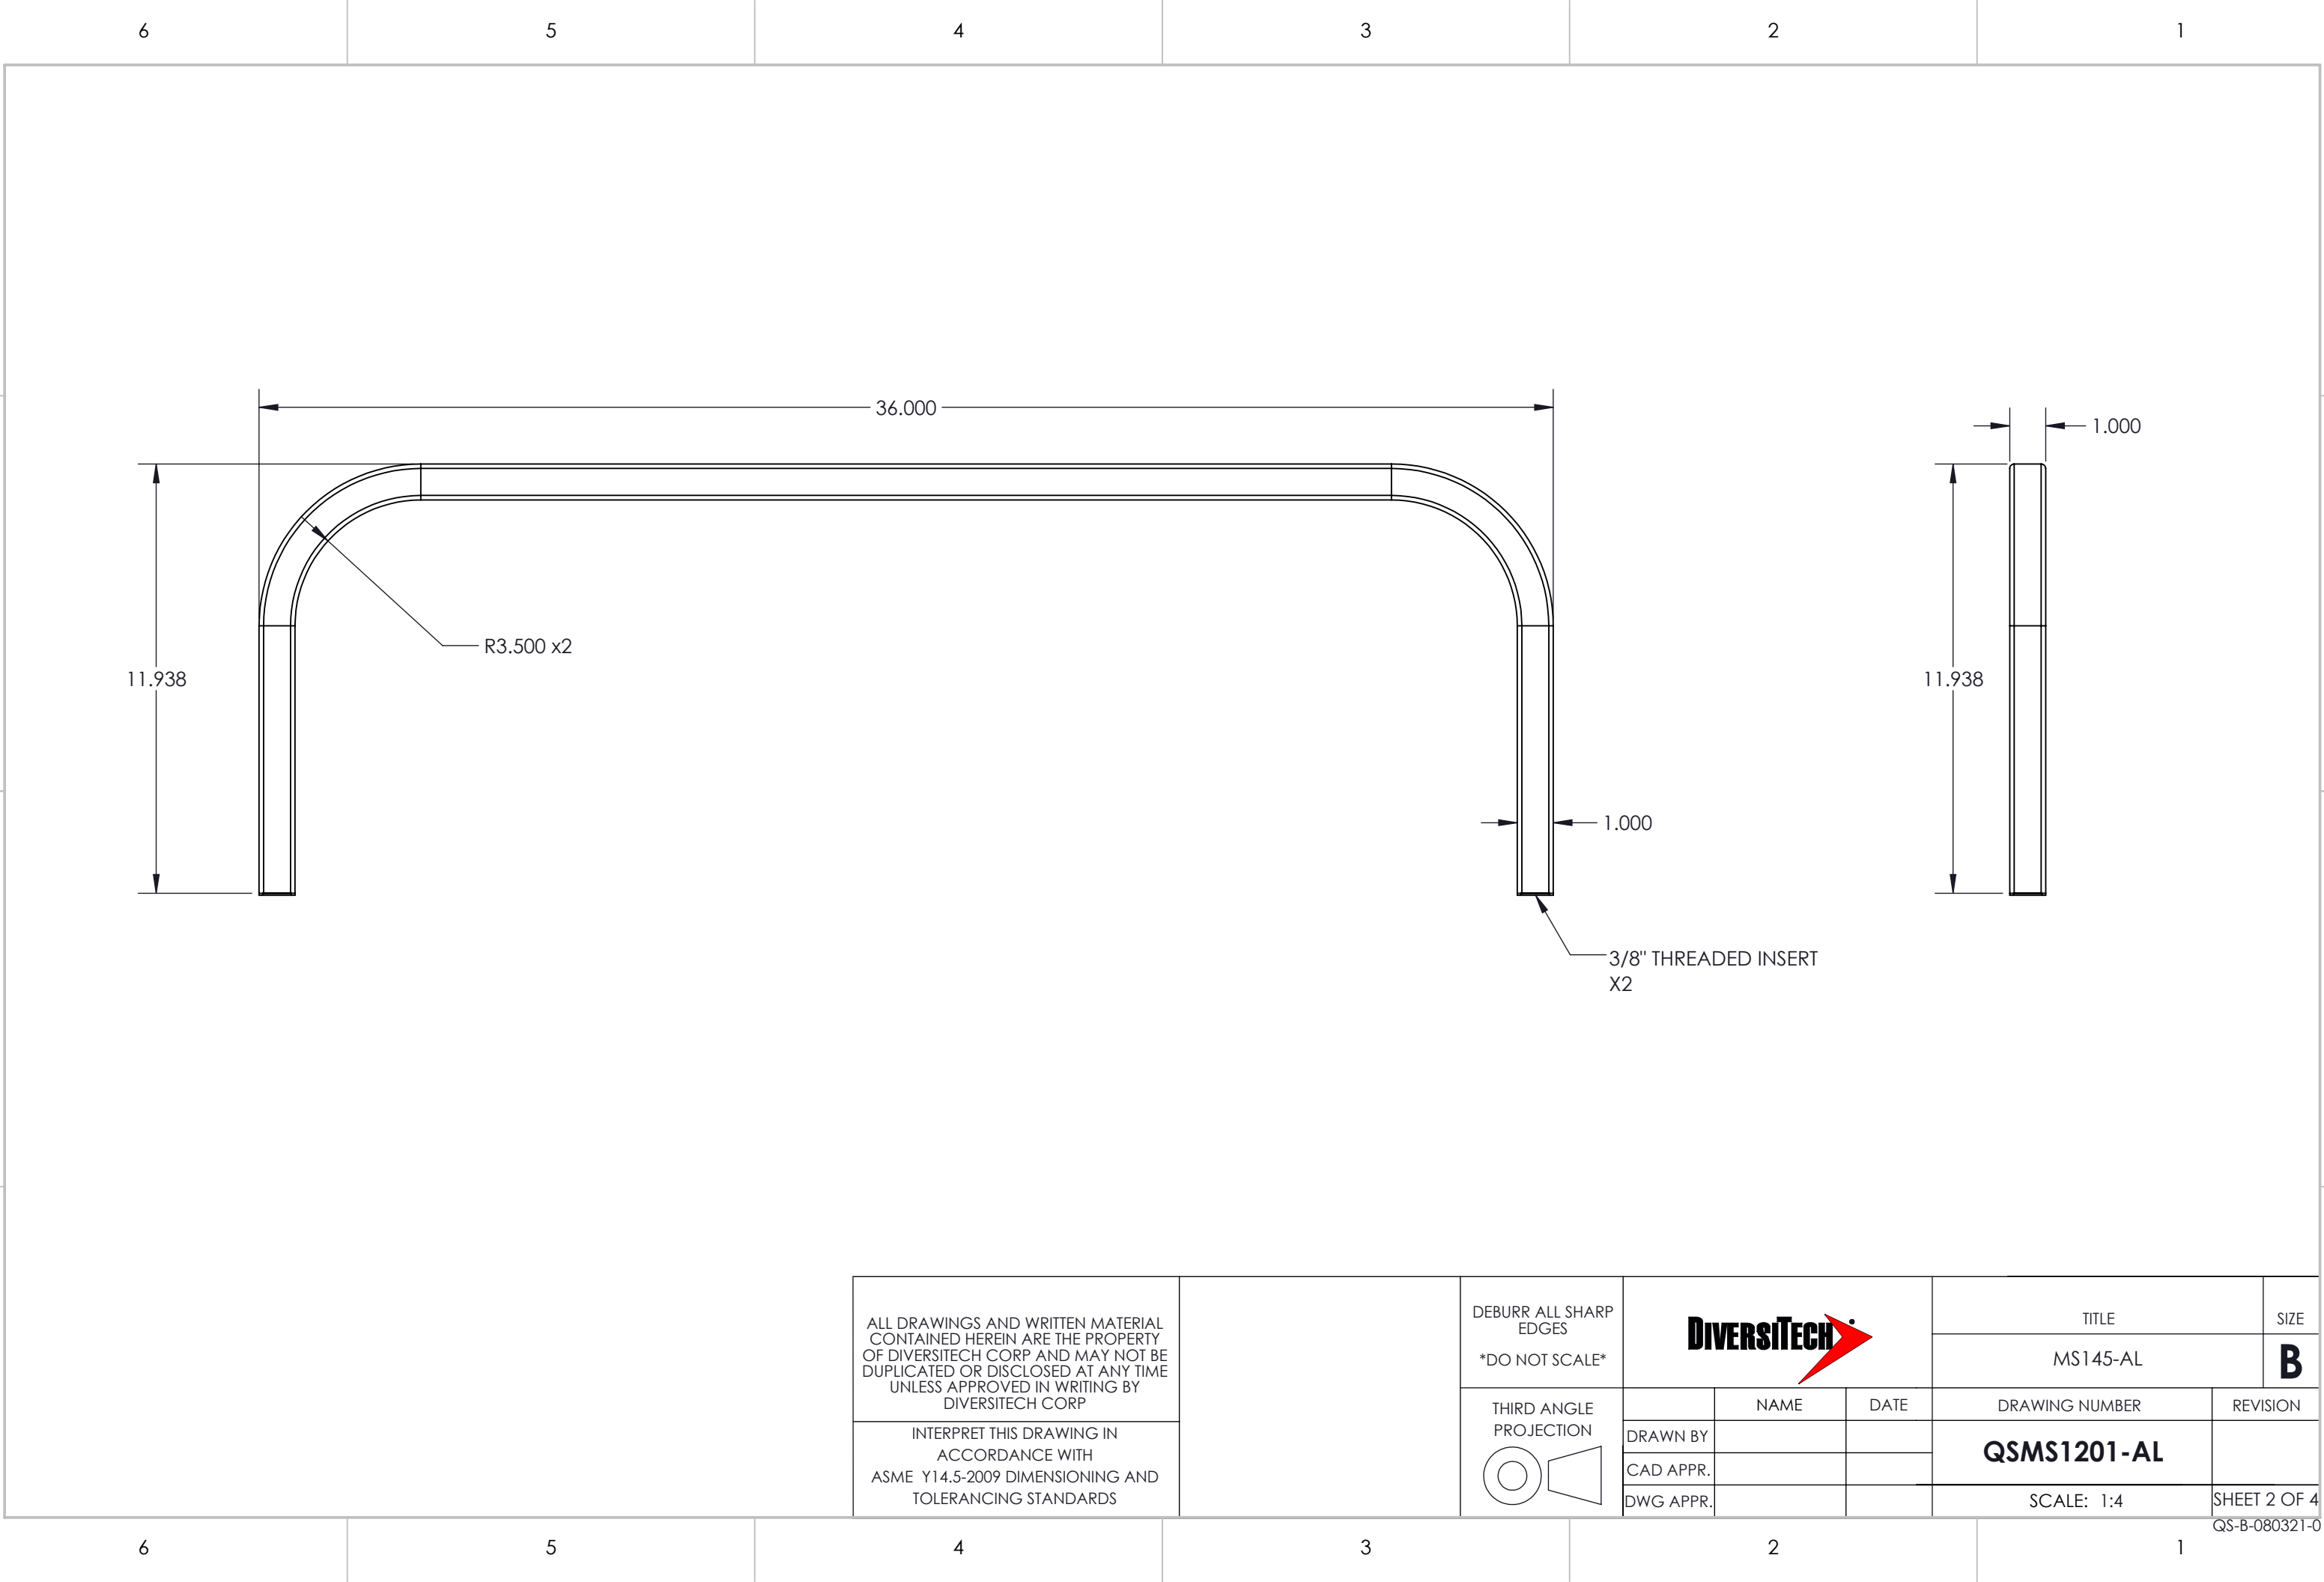 6 5 4 3 2 1
36.000
1.000
R3.500 x2
11.938
11.938
1.000
3/8" THREADED INSERT
X2
ALL DRAWINGS AND WRITTEN MATERIAL
CONTAINED HEREIN ARE THE PROPERTY
OF DIVERSITECH CORP AND MAY NOT BE
DUPLICATED OR DISCLOSED AT ANY TIME
UNLESS APPROVED IN WRITING BY
DIVERSITECH CORP
INTERPRET THIS DRAWING IN
ACCORDANCE WITH
ASME Y14.5-2009 DIMENSIONING AND
TOLERANCING STANDARDS
DEBURR ALL SHARP
EDGES
*DO NOT SCALE*
THIRD ANGLE
PROJECTION
DIVERSITECH
NAME DATE
DRAWN BY
CAD APPR.
DWG APPR.
TITLE
MS145-AL
SIZE
B
DRAWING NUMBER
QSMS1201-AL
REVISION
SCALE: 1:4
SHEET 2 OF 4
QS-B-080321-0
6 5 4 3 2 1